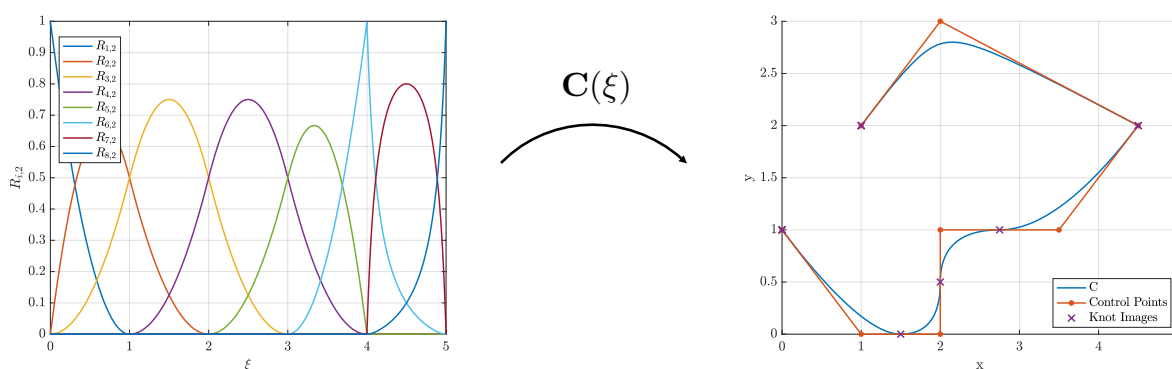 1
0.9
0.8
0.7
0.6
0.5
0.4
0.3
0.2
0.1
0
R_{i,2}
R_{1,2}
R_{2,2}
R_{3,2}
R_{4,2}
R_{5,2}
R_{6,2}
R_{7,2}
R_{8,2}
0 1 2 3 4 5
ξ
C(ξ)
3
2.5
2
1.5
1
0.5
0
y
C
Control Points
Knot Images
0 1 2 3 4
x